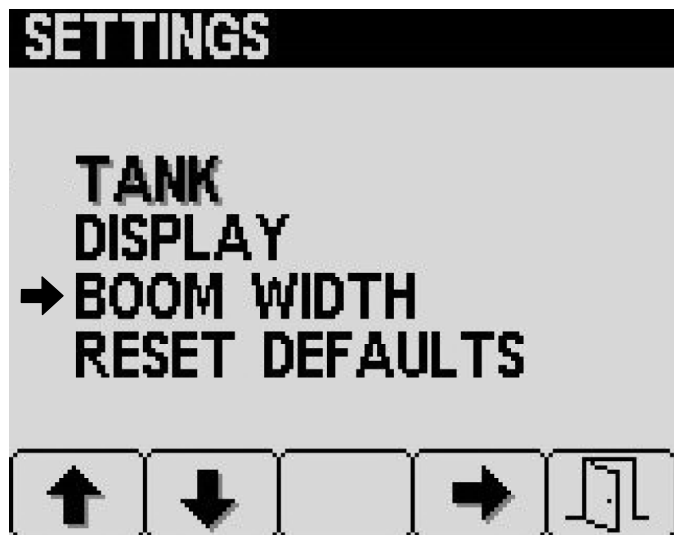 SETTINGS
TANK
DISPLAY
BOOM WIDTH
RESET DEFAULTS